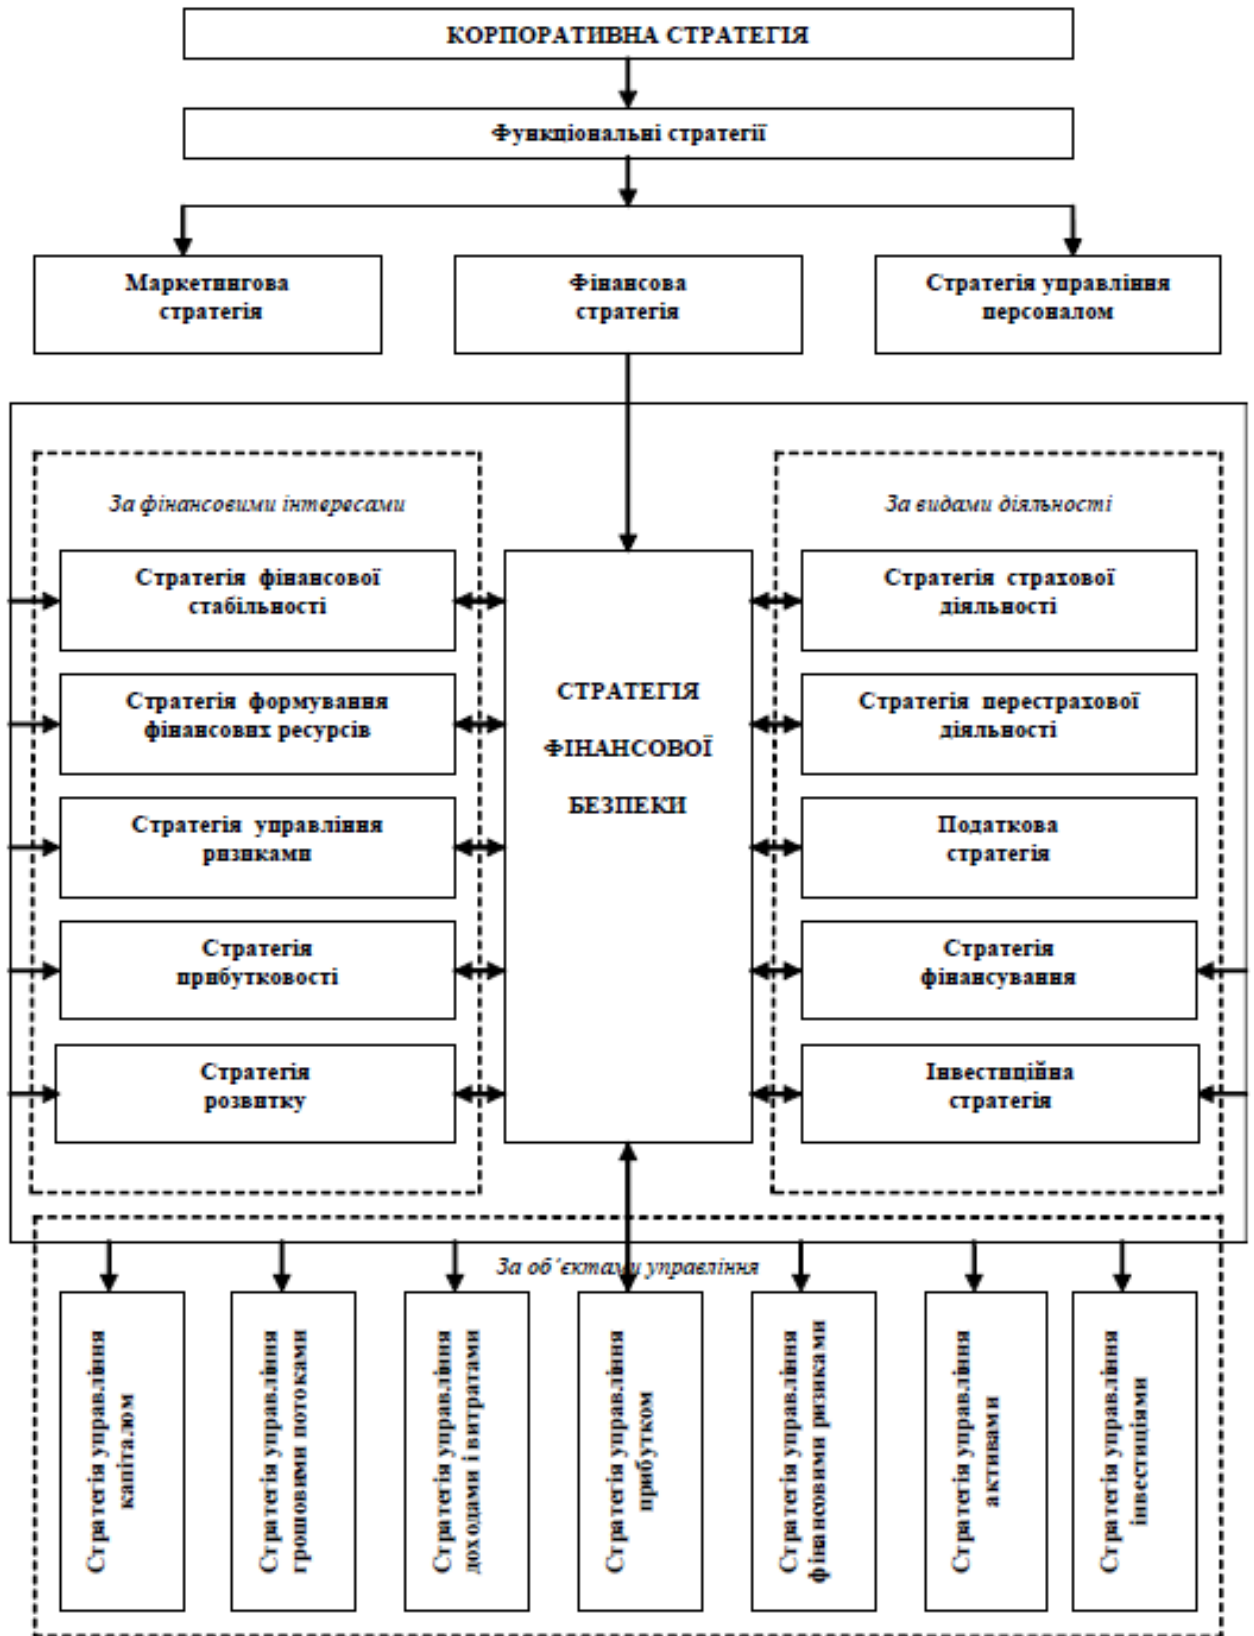 КОРПОРАТИВНА СТРАТЕГІЯ
Функціональні стратегії
Маркетингова
стратегія
Фінансова
стратегія
Стратегія управління
персоналом
За фінансовими інтересами
Стратегія фінансової
стабільності
Стратегія формування
фінансових ресурсів
Стратегія управління
ризиками
Стратегія
прибутковості
Стратегія
розвитку
СТРАТЕГІЯ
ФІНАНСОВОЇ
БЕЗПЕКИ
За видами діяльності
Стратегія страхової
діяльності
Стратегія перестрахової
діяльності
Податкова
стратегія
Стратегія
фінансування
Інвестиційна
стратегія
За об’єктами управління
Стратегія управління
капіталом
Стратегія управління
грошовими потоками
Стратегія управління
доходами і витратами
Стратегія управління
прибутком
Стратегія управління
фінансовими ризиками
Стратегія управління
активами
Стратегія управління
інвестиціями